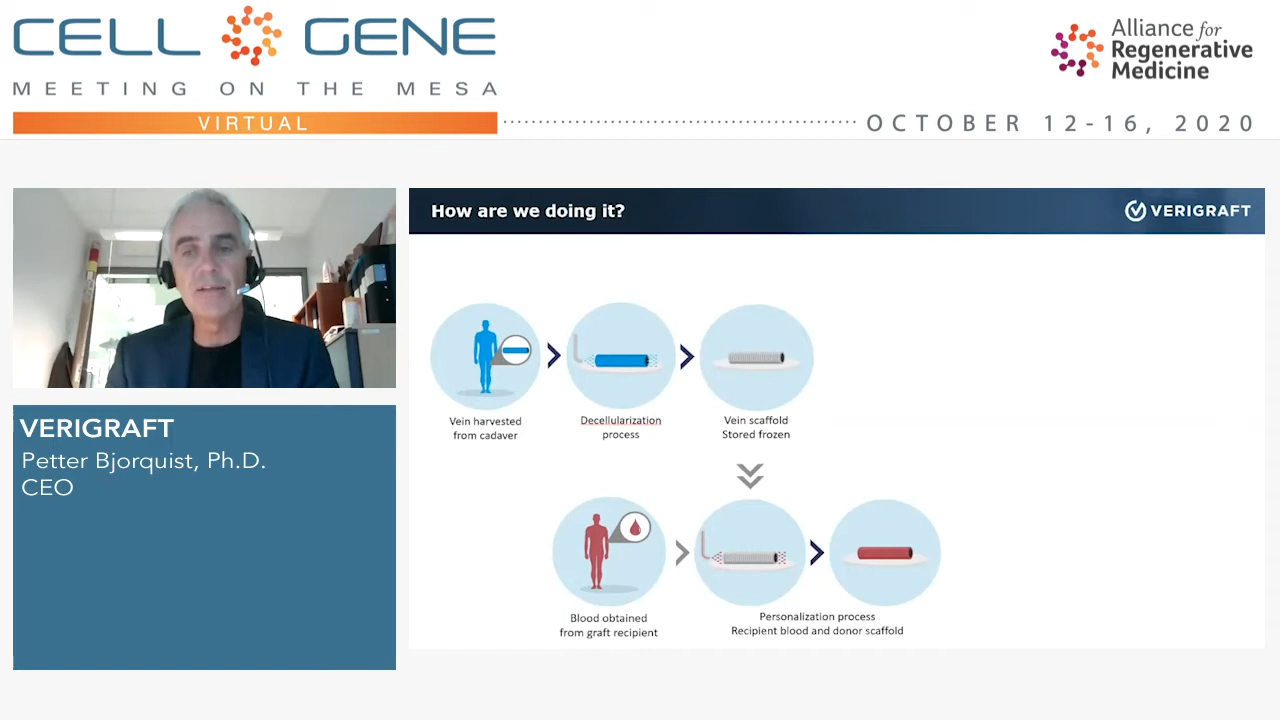 CELL GENE
MEETING ON THE MESA
VIRTUAL
Alliance for
Regenerative
Medicine
OCTOBER 12-16, 2020
How are we doing it?
VERIGRAFT
Vein harvested
from cadaver
Decellularization
process
Vein scaffold
Stored frozen
Blood obtained
from graft recipient
Personalization process
Recipient blood and donor scaffold
VERIGRAFT
Petter Bjorquist, Ph.D.
CEO